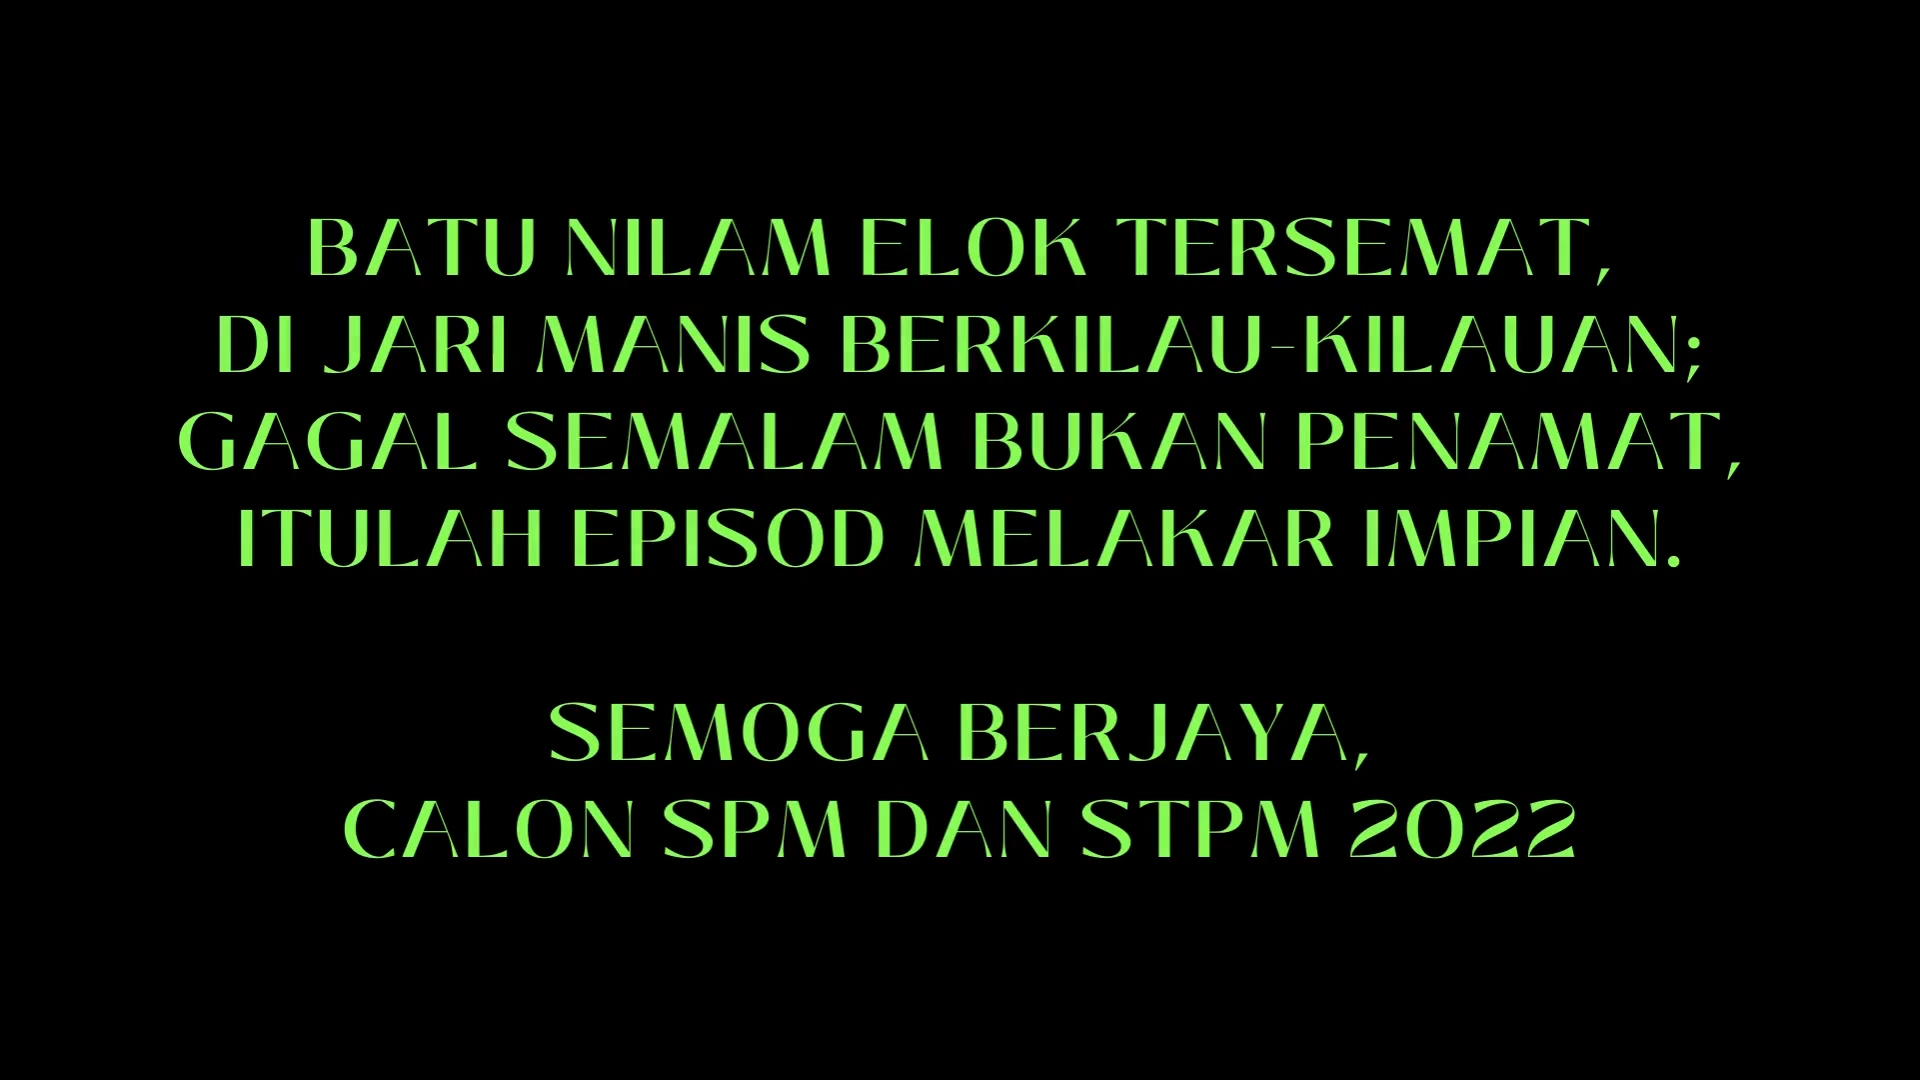 BATU NILAM ELOK TERSEMAT,
DI JARI MANIS BERKILAU-KILAUAN;
GAGAL SEMALAM BUKAN PENAMAT,
ITULAH EPISOD MELAKAR IMPIAN.
SEMOGA BERJAYA,
CALON SPM DAN STPM 2022